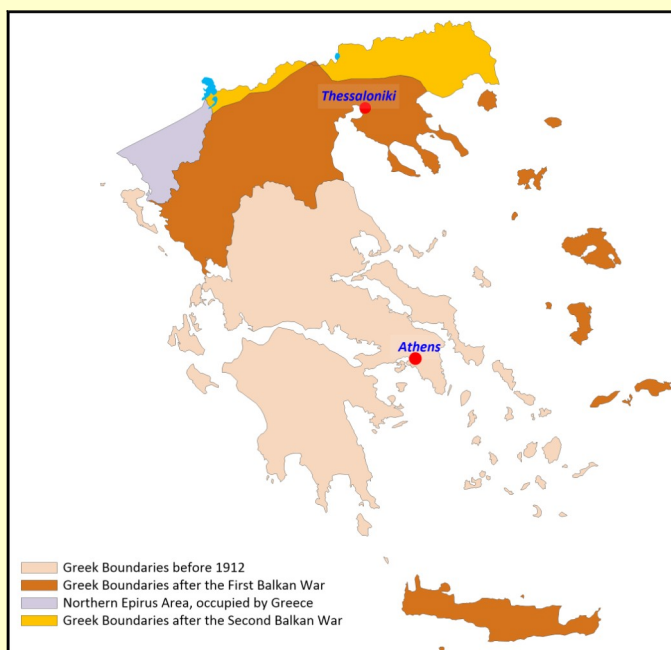 Thessaloniki
Athens
Greek Boundaries before 1912
Greek Boundaries after the First Balkan War
Northern Epirus Area, occupied by Greece
Greek Boundaries after the Second Balkan War